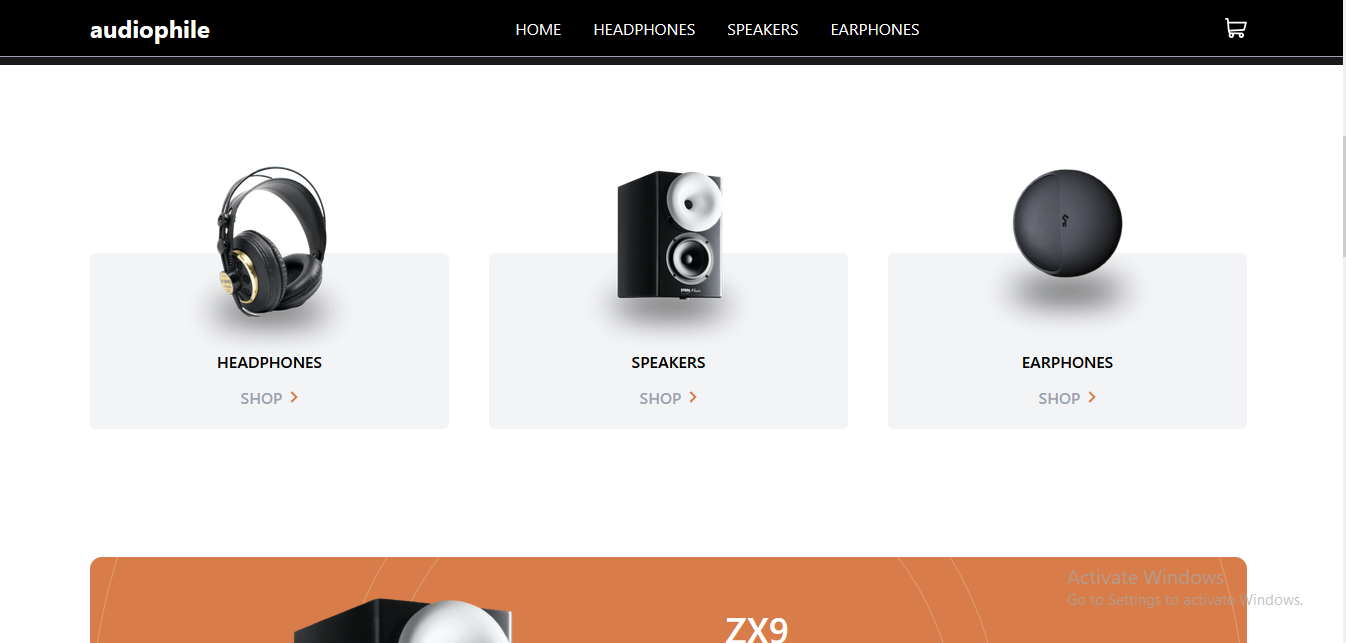 audiophile
HOME HEADPHONES SPEAKERS EARPHONES
HEADPHONES
SHOP
SPEAKERS
SHOP
EARPHONES
SHOP
ZX9
Activate Windows
Go to Settings to activate Windows.